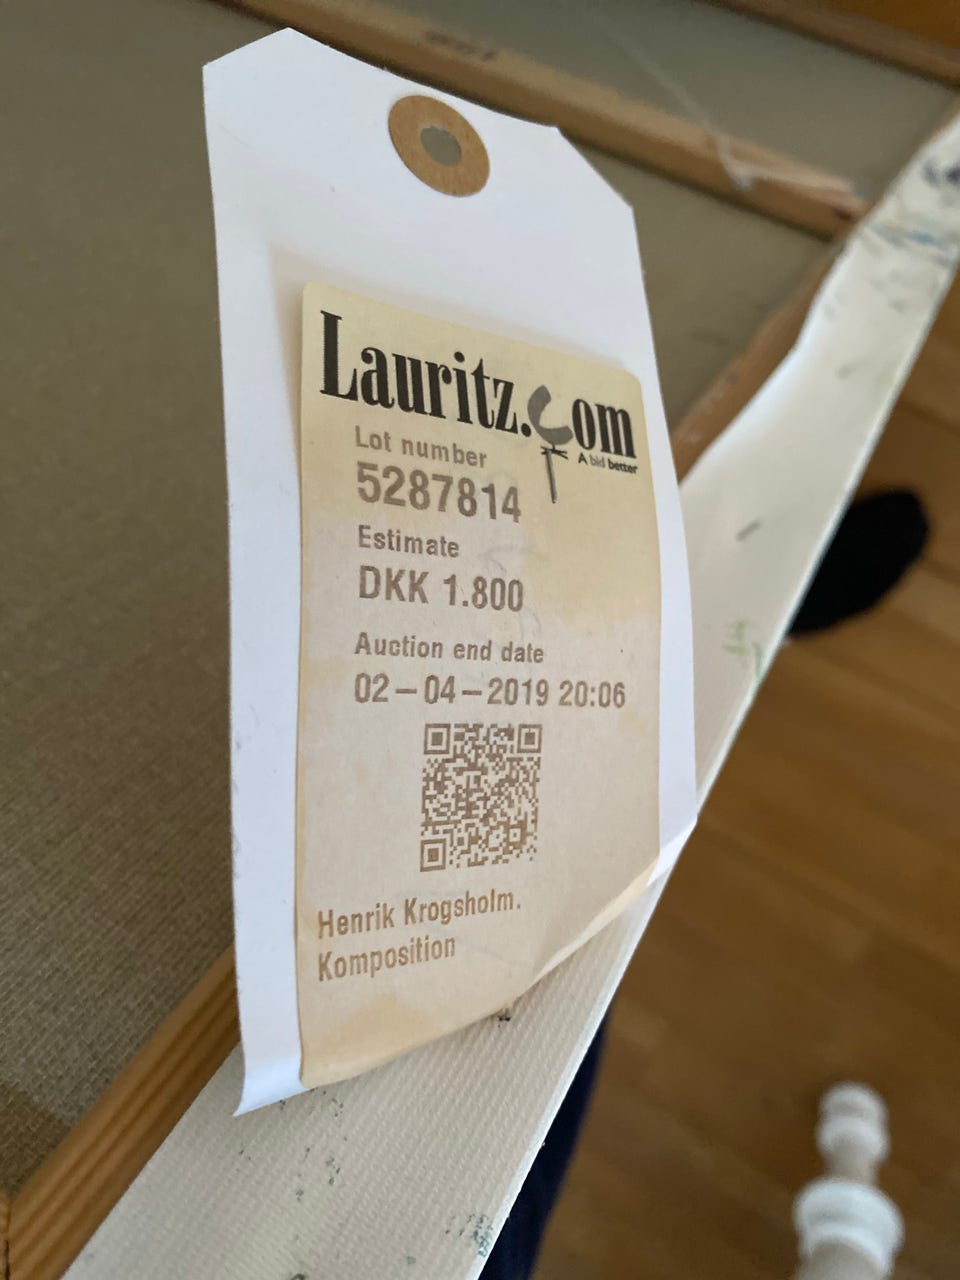 Lauritz.com
A bid better
Lot number
5287814
Estimate
DKK 1.800
Auction end date
02-04-2019 20:06
Henrik Krogsholm.
Komposition